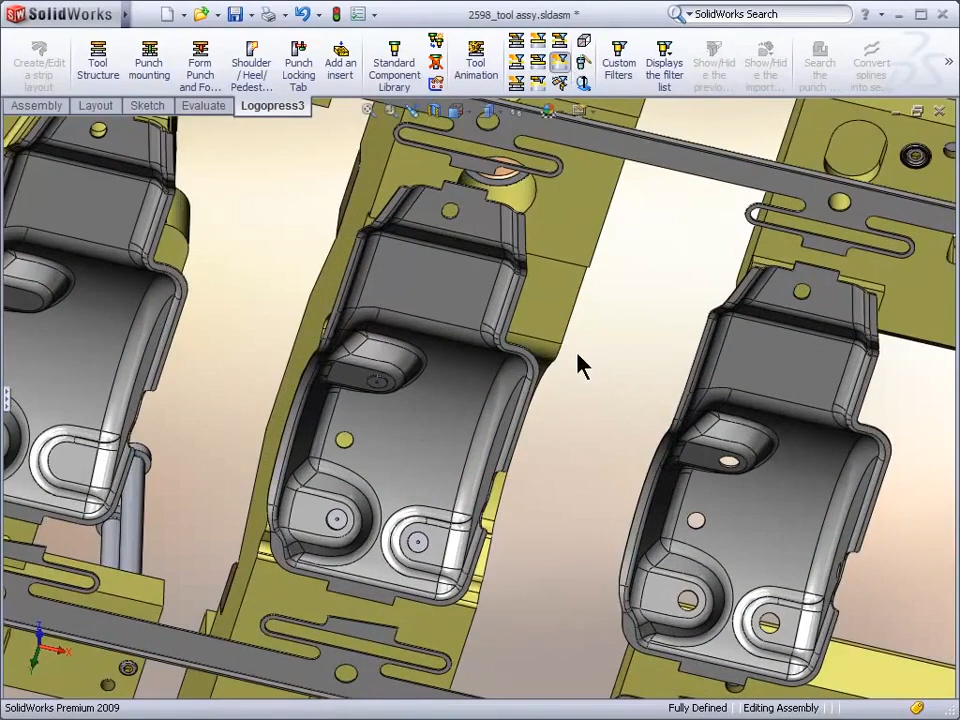 SolidWorks
2598_tool assy.sldasm *
SolidWorks Search
Create/Edit a strip layout
Tool Structure
Punch mounting
Form Punch and Fo...
Shoulder / Heel/ Pedest...
Punch Locking Tab
Add an insert
Standard Component Library
Tool Animation
Custom Filters
Displays the filter list
Show/Hide the previo...
Show/Hide the import...
Search the punch ...
Convert splines into se...
Assembly
Layout
Sketch
Evaluate
Logopress3
Z
X
SolidWorks Premium 2009
Fully Defined
Editing Assembly